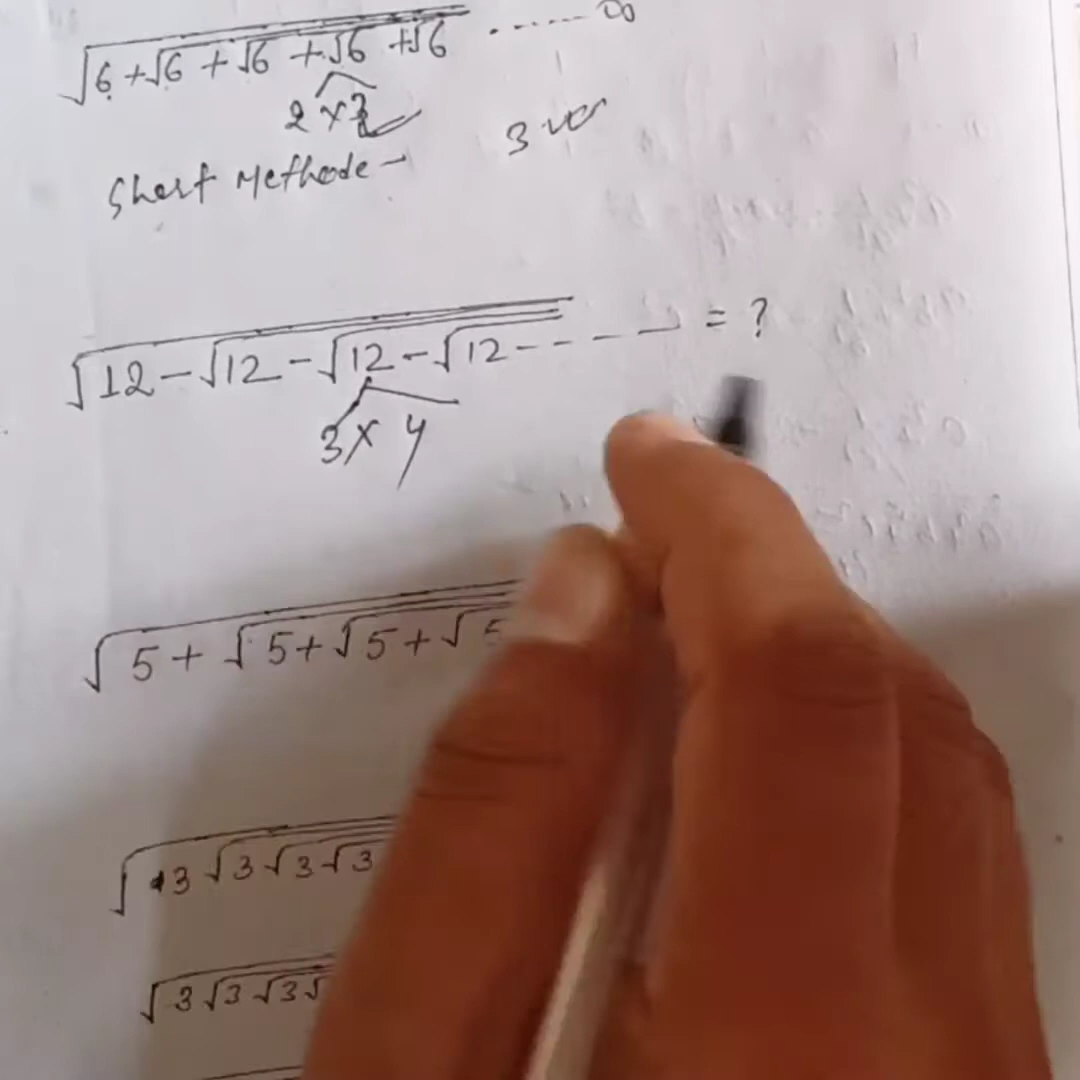 √6 + √6 + √6 + √6 + √6 ....... ∞
2 × 3
Short Methode - 3
√12 - √12 - √12 - √12 - - - - - = ?
3 × 4
√5 + √5 + √5 + √5
√3 √3 √3 √3
√3 √3 √3 √